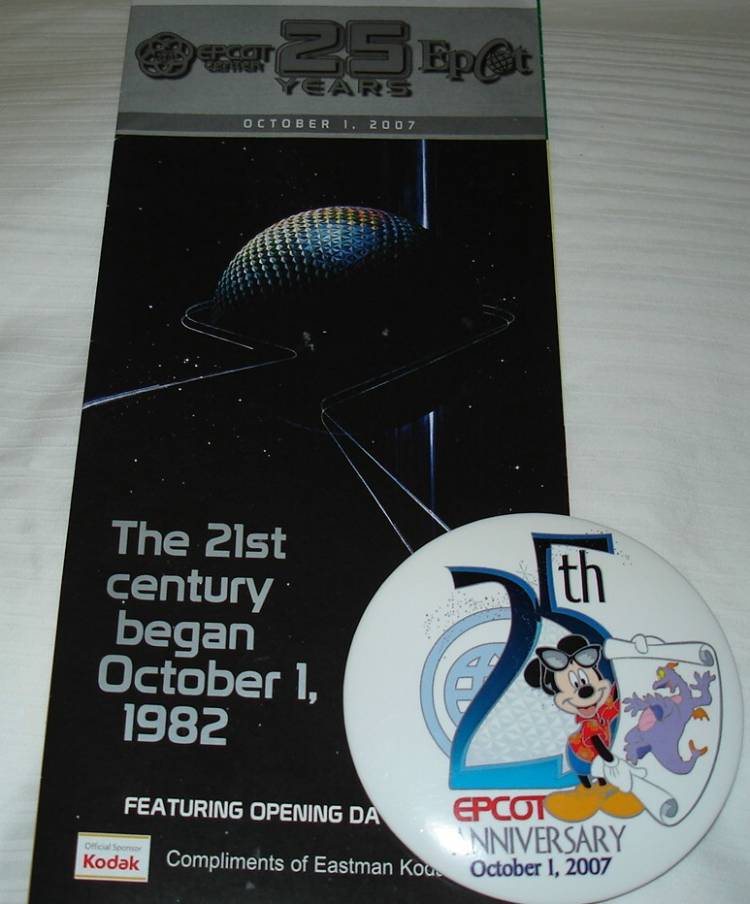 EPCOT CENTER 25 YEARS Epcot
OCTOBER 1, 2007
The 21st
century
began
October 1,
1982
FEATURING OPENING DA
Official Sponsor
Kodak
Compliments of Eastman Kod
25th
EPCOT
ANNIVERSARY
October 1, 2007